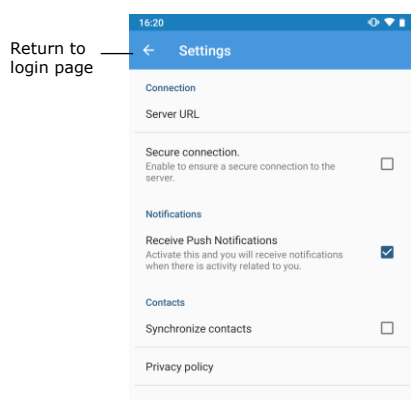 16:20
Return to
login page
Settings
Connection
Server URL
Secure connection.
Enable to ensure a secure connection to the
server.
Notifications
Receive Push Notifications
Activate this and you will receive notifications
when there is activity related to you.
Contacts
Synchronize contacts
Privacy policy